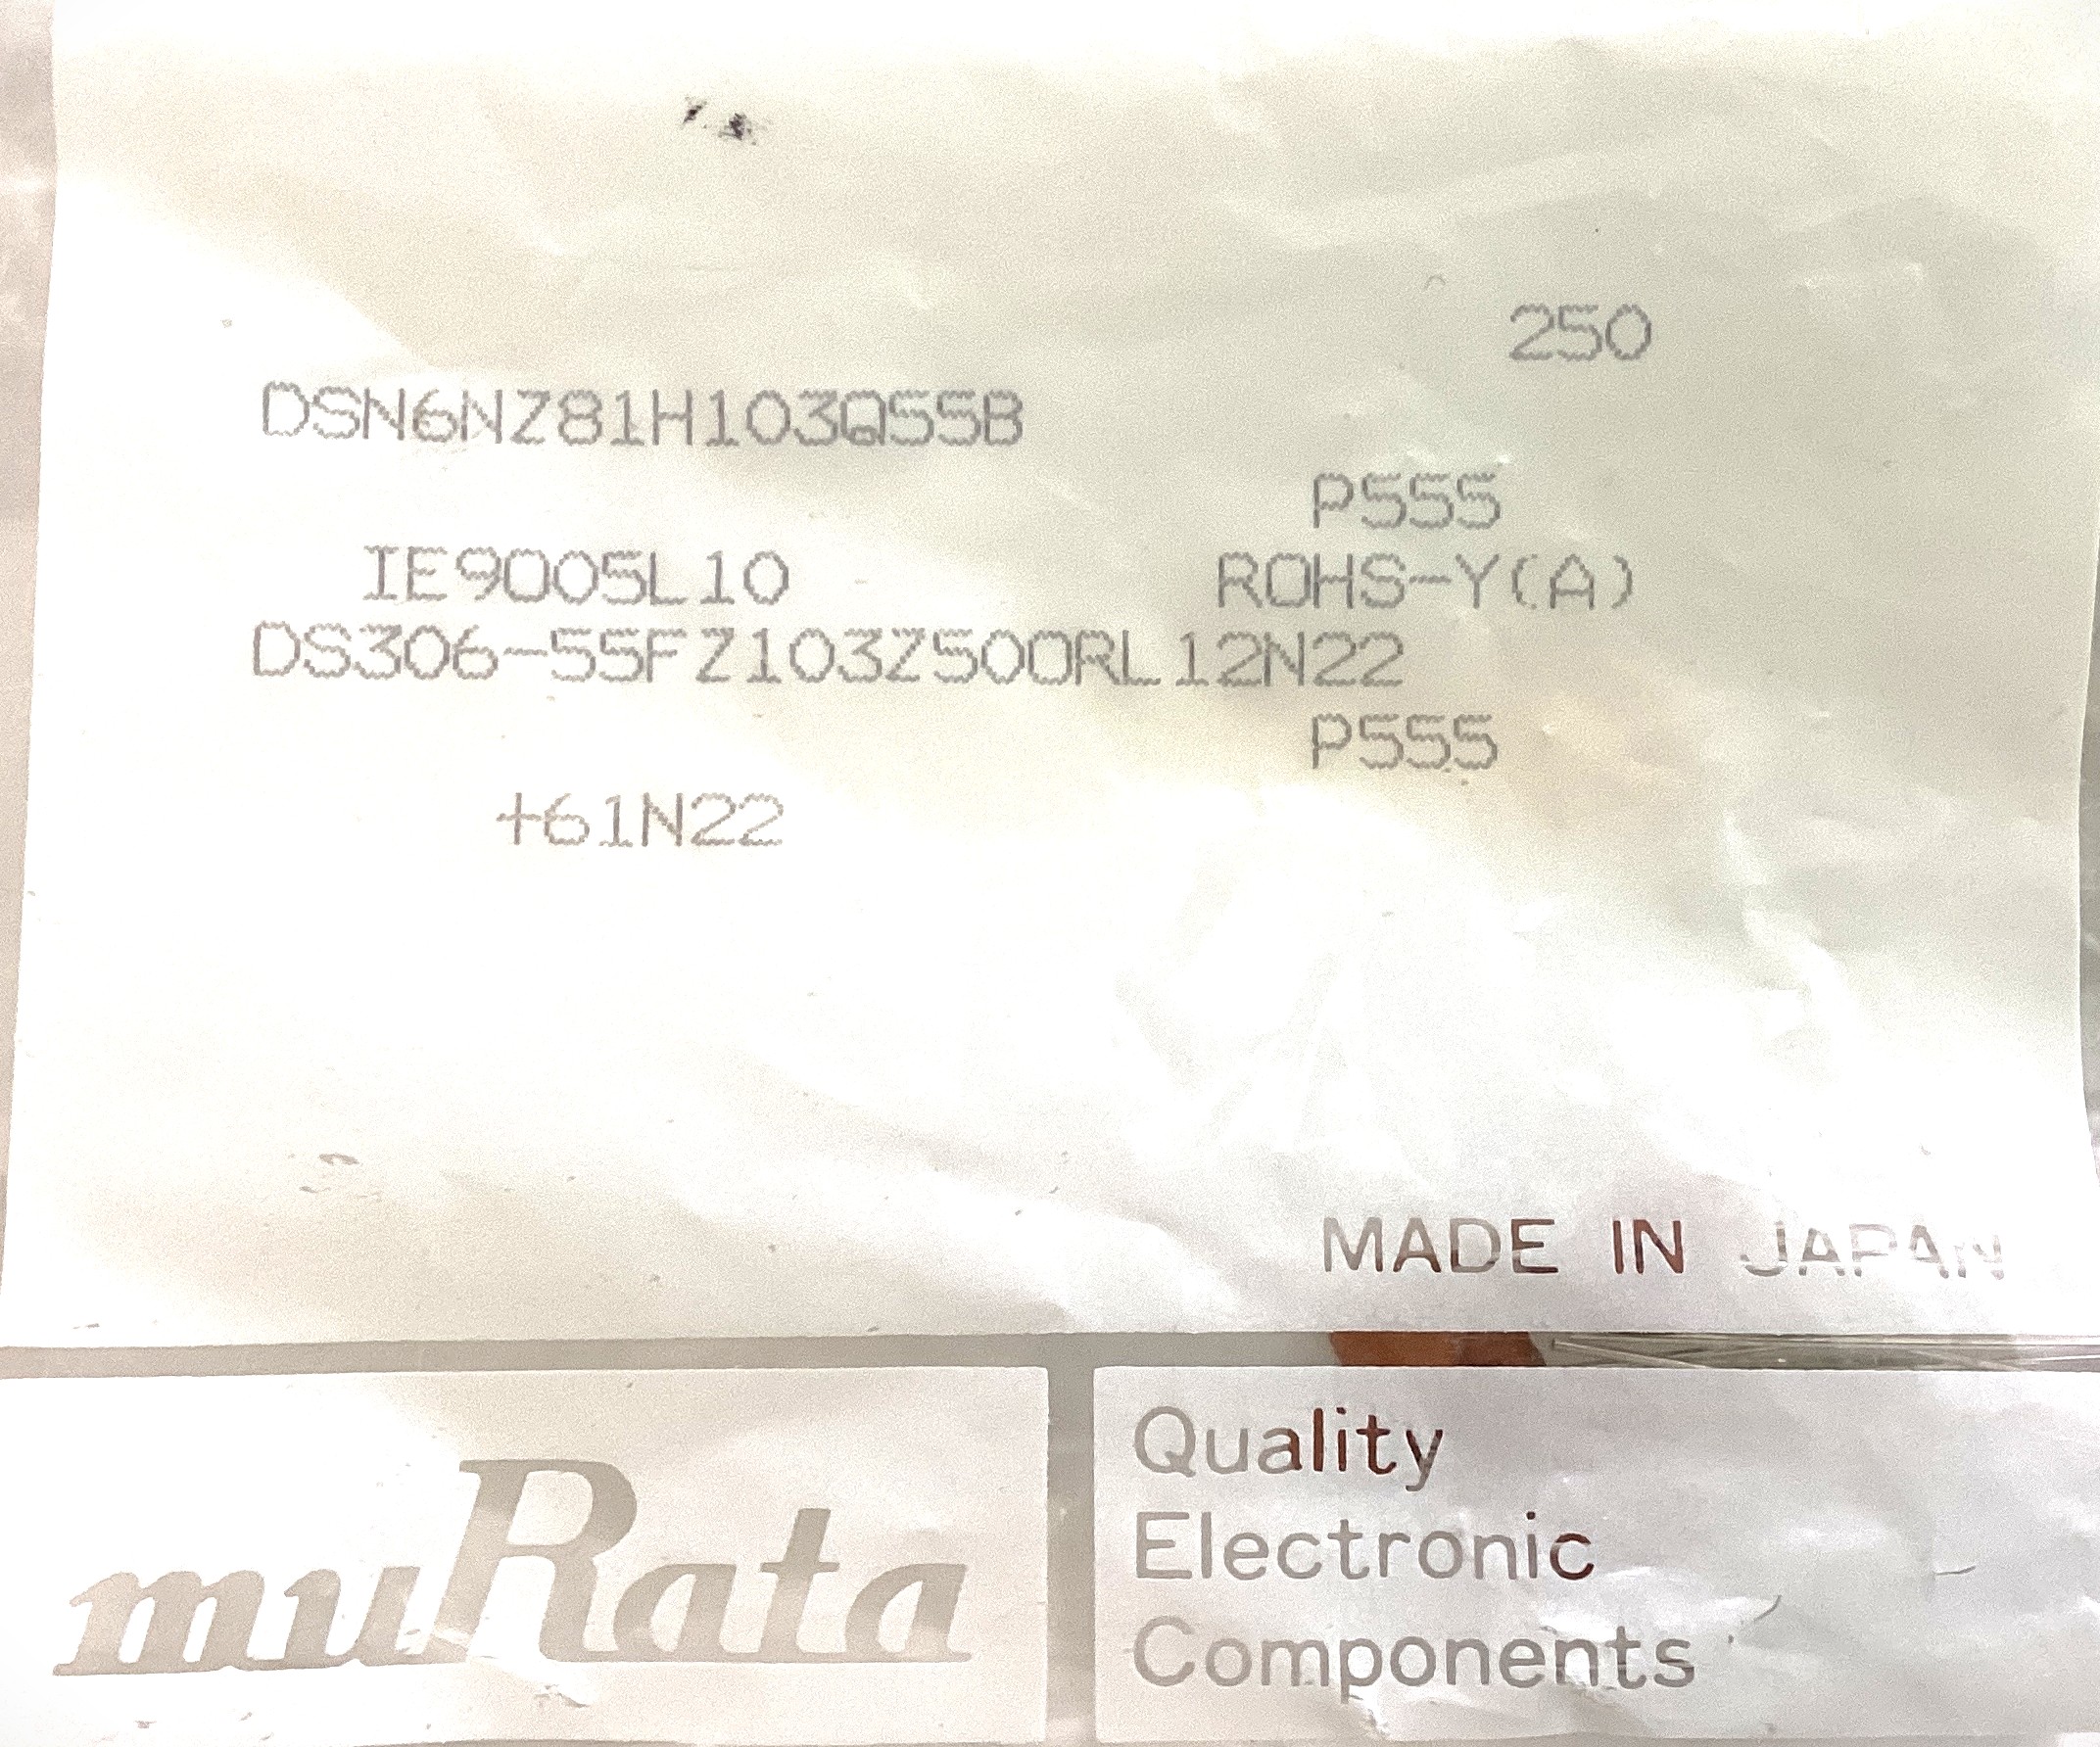 250
DSN6NZ81H103Q55B
P555
IE9005L10 ROHS-Y(A)
DS306-55FZ103Z500RL12N22
P555
+61N22
MADE IN JAPAN
muRata
Quality
Electronic
Components